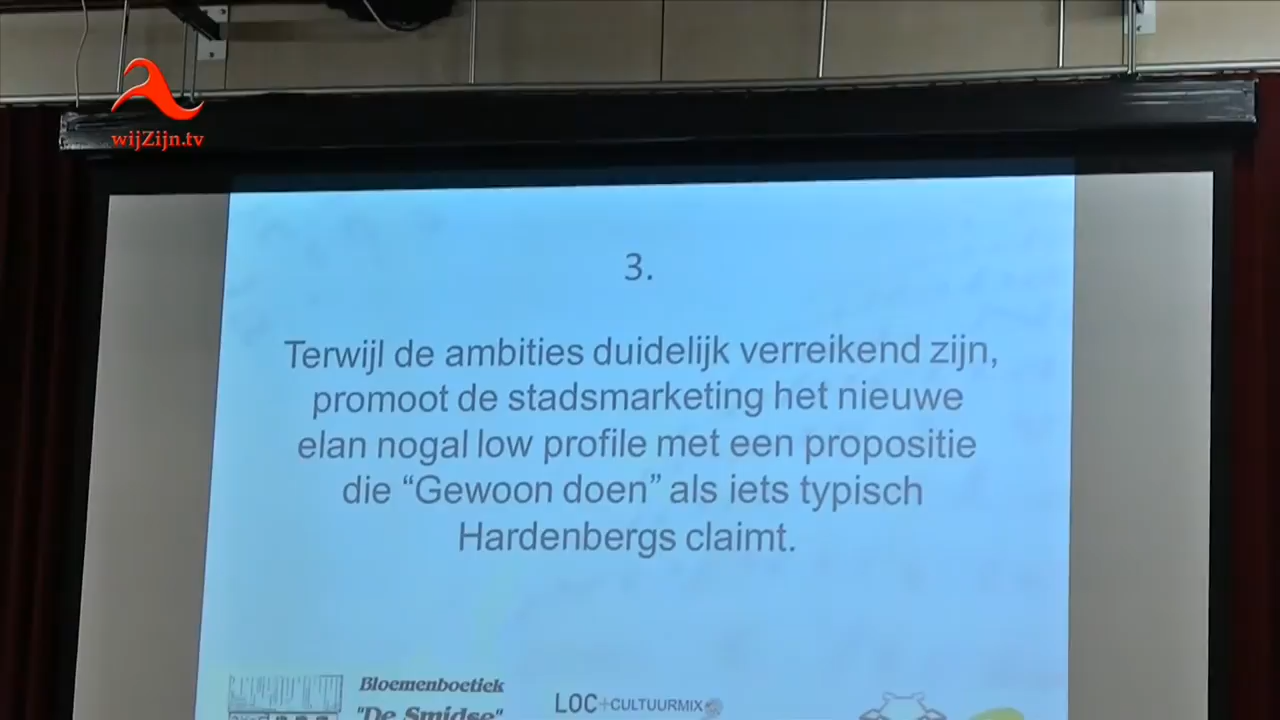 wijZijn.tv
3.
Terwijl de ambities duidelijk verreikend zijn,
promoot de stadsmarketing het nieuwe
elan nogal low profile met een propositie
die “Gewoon doen” als iets typisch
Hardenbergs claimt.
Bloemenboetiek
"De Smidse"
LOC+CULTUURMIX